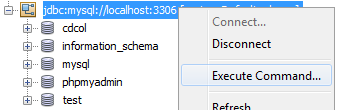 jdbc:mysql://localhost:3306
Connect...
cdcol
Disconnect
information_schema
mysql
Execute Command...
phpmyadmin
test
Refresh